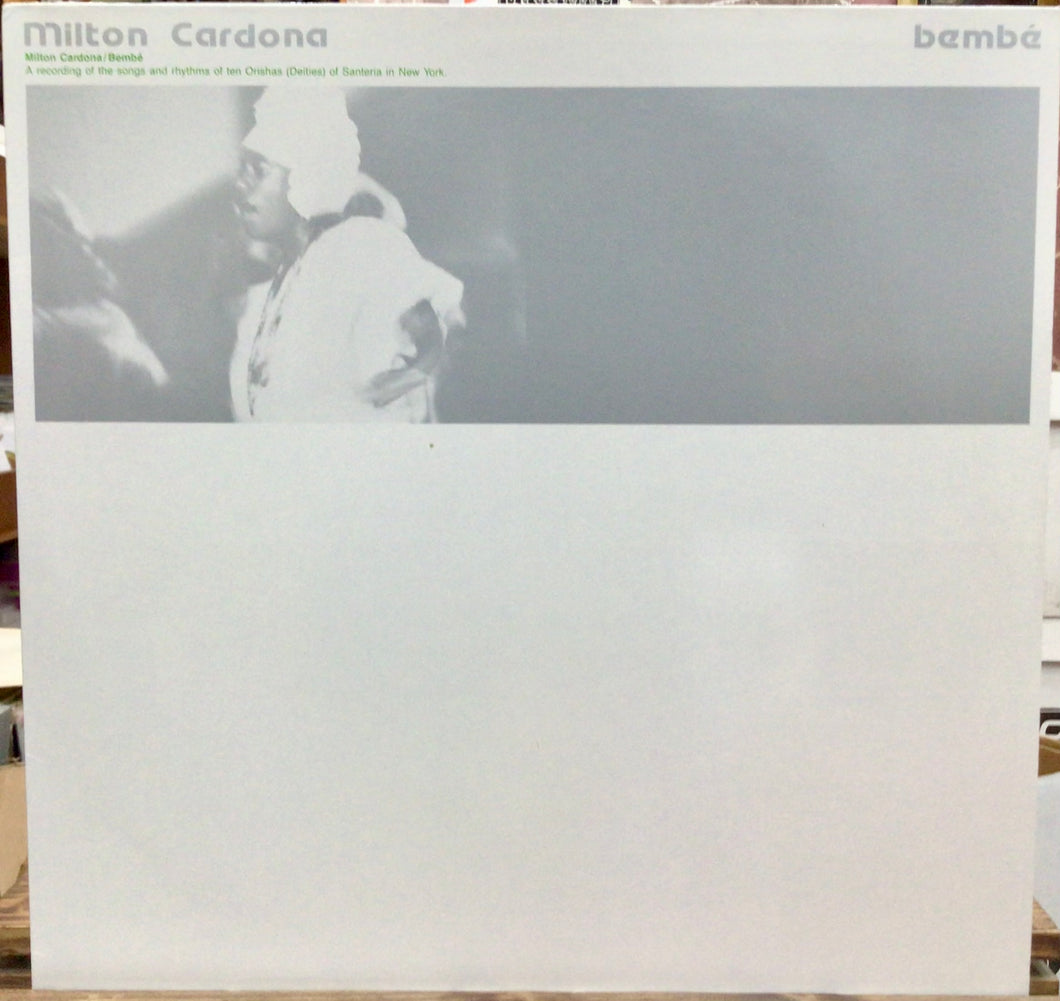 Milton Cardona bembé
Milton Cardona/Bembé
A recording of the songs and rhythms of ten Orishas (Deities) of Santeria in New York.